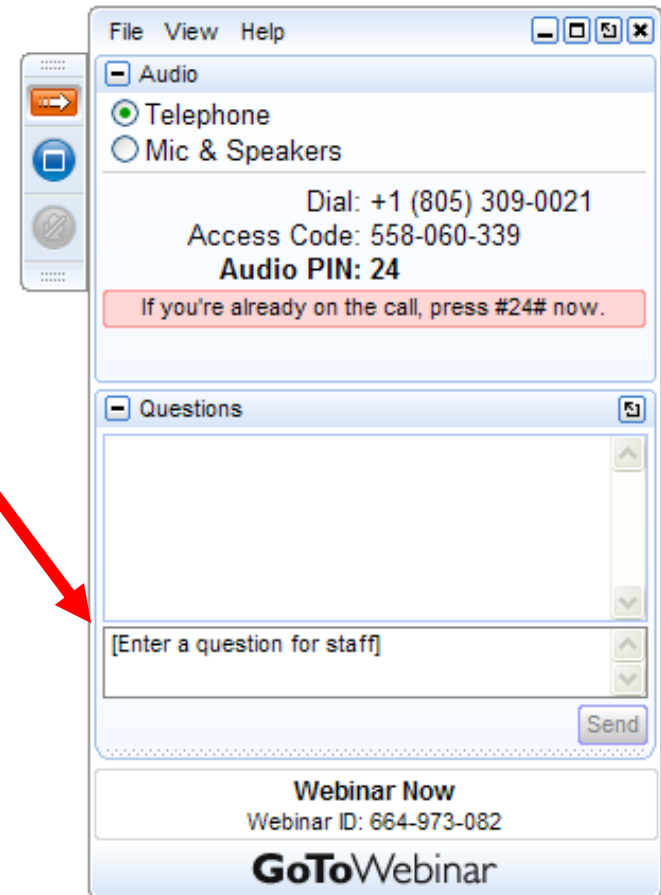 File View Help
Audio
Telephone
Mic & Speakers
Dial: +1 (805) 309-0021
Access Code: 558-060-339
Audio PIN: 24
If you're already on the call, press #24# now.
Questions
[Enter a question for staff]
Send
Webinar Now
Webinar ID: 664-973-082
GoToWebinar